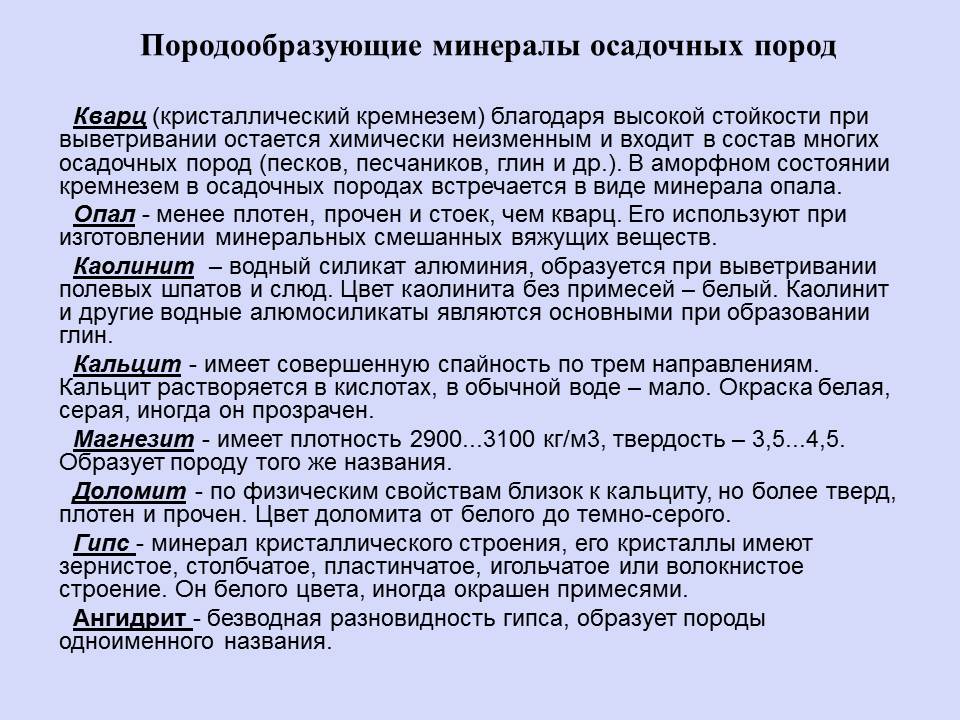 Породообразующие минералы осадочных пород
Кварц (кристаллический кремнезем) благодаря высокой стойкости при
выветривании остается химически неизменным и входит в состав многих
осадочных пород (песков, песчаников, глин и др.). В аморфном состоянии
кремнезем в осадочных породах встречается в виде минерала опала.
Опал - менее плотен, прочен и стоек, чем кварц. Его используют при
изготовлении минеральных смешанных вяжущих веществ.
Каолинит – водный силикат алюминия, образуется при выветривании
полевых шпатов и слюд. Цвет каолинита без примесей – белый. Каолинит
и другие водные алюмосиликаты являются основными при образовании
глин.
Кальцит - имеет совершенную спайность по трем направлениям.
Кальцит растворяется в кислотах, в обычной воде – мало. Окраска белая,
серая, иногда он прозрачен.
Магнезит - имеет плотность 2900...3100 кг/м3, твердость – 3,5...4,5.
Образует породу того же названия.
Доломит - по физическим свойствам близок к кальциту, но более тверд,
плотен и прочен. Цвет доломита от белого до темно-серого.
Гипс - минерал кристаллического строения, его кристаллы имеют
зернистое, столбчатое, пластинчатое, игольчатое или волокнистое
строение. Он белого цвета, иногда окрашен примесями.
Ангидрит - безводная разновидность гипса, образует породы
одноименного названия.